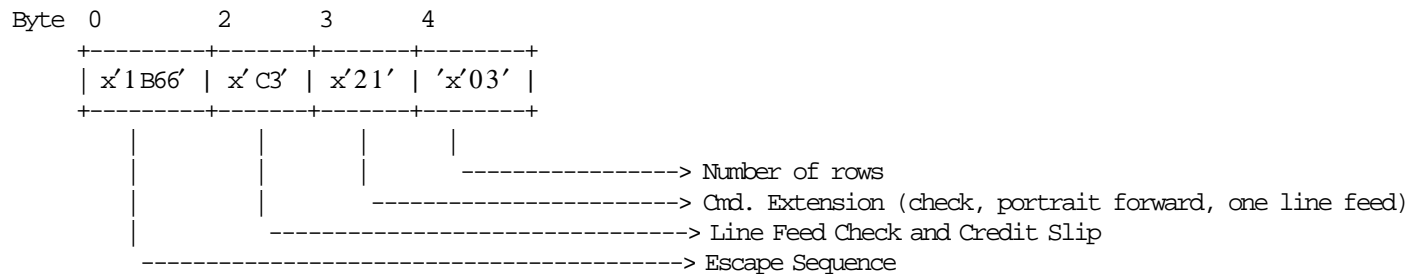 Byte 0 2 3 4
+---------+-------+-------+--------+
| x′1B66′ | x′C3′ | x′21′ | ′x′03′ |
+---------+-------+-------+--------+
| | | |
| | | -----------------> Number of rows
| | ------------------------> Cmd. Extension (check, portrait forward, one line feed)
| --------------------------------> Line Feed Check and Credit Slip
------------------------------------------> Escape Sequence